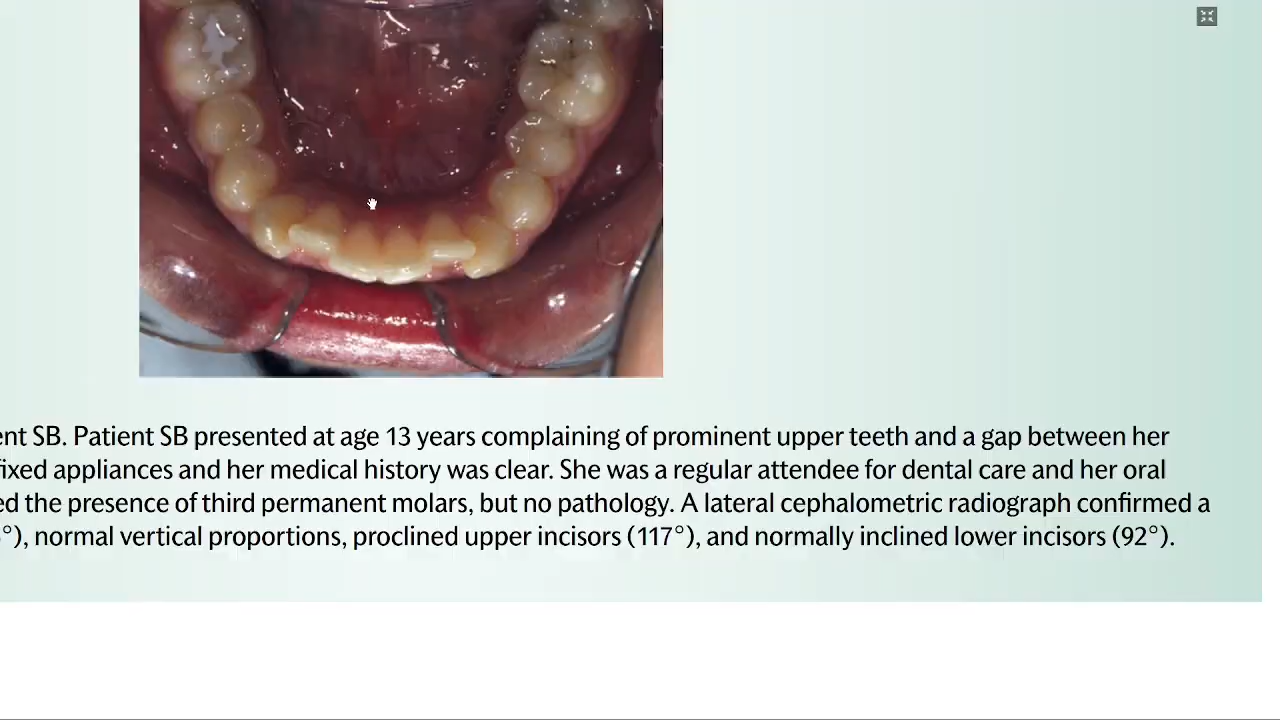 ent SB. Patient SB presented at age 13 years complaining of prominent upper teeth and a gap between her
fixed appliances and her medical history was clear. She was a regular attendee for dental care and her oral
ed the presence of third permanent molars, but no pathology. A lateral cephalometric radiograph confirmed a
°), normal vertical proportions, proclined upper incisors (117°), and normally inclined lower incisors (92°).